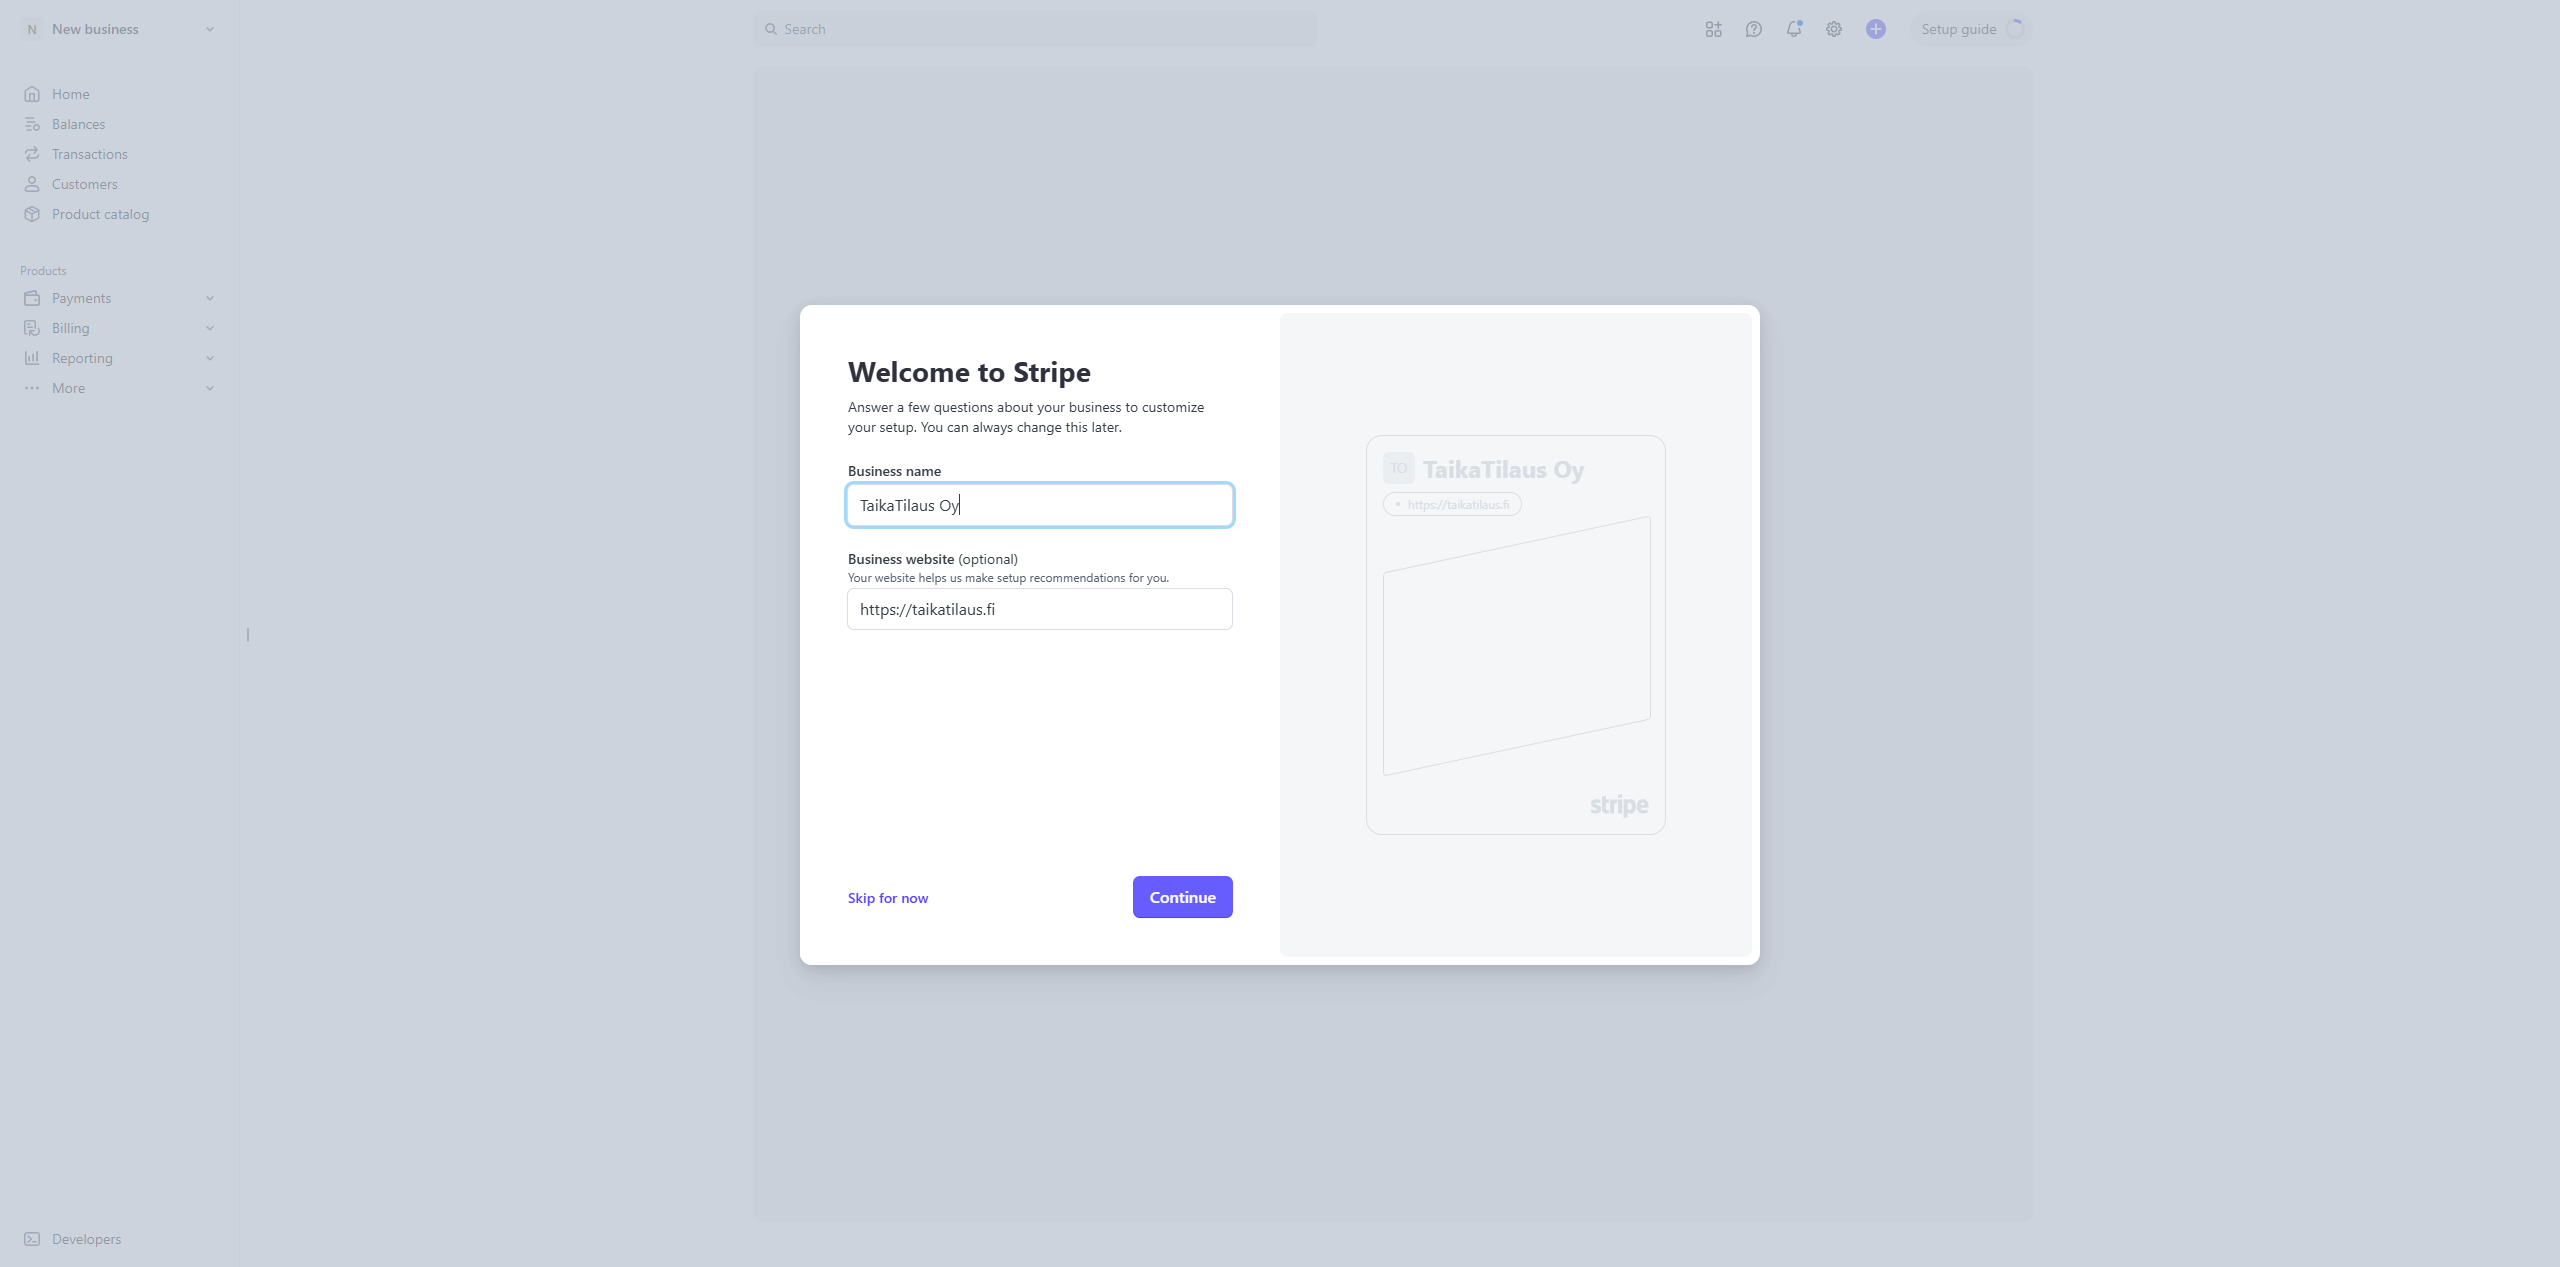 N New business
Search
Setup guide
Home
Balances
Transactions
Customers
Product catalog
Products
Payments
Billing
Reporting
More
Developers
Welcome to Stripe
Answer a few questions about your business to customize
your setup. You can always change this later.
Business name
TaikaTilaus Oy
Business website (optional)
Your website helps us make setup recommendations for you.
https://taikatilaus.fi
Skip for now
Continue
TO TaikaTilaus Oy
https://taikatilaus.fi
stripe